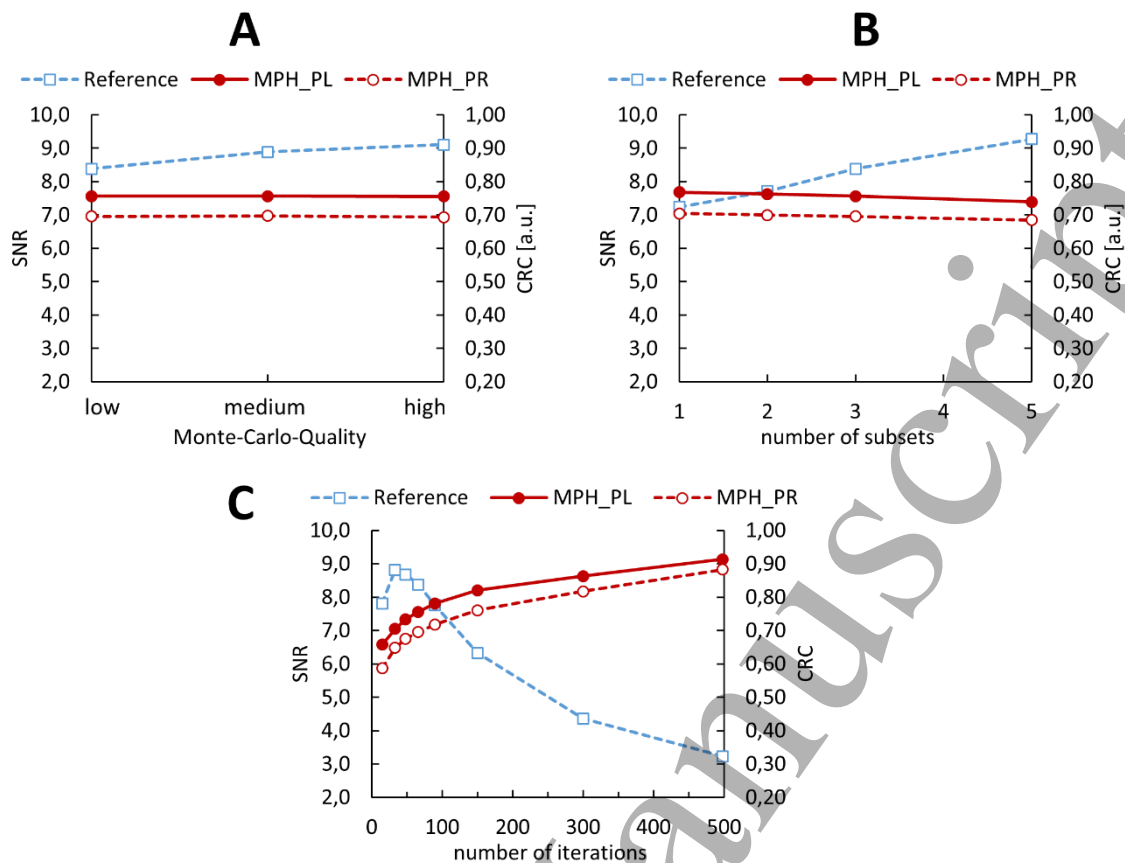 A
Reference MPH_PL MPH_PR
10,0 1,00
9,0 0,90
8,0 0,80
7,0 0,70
6,0 0,60
5,0 0,50
4,0 0,40
3,0 0,30
2,0 0,20
SNR
CRC [a.u.]
low medium high
Monte-Carlo-Quality
B
Reference MPH_PL MPH_PR
10,0 1,00
9,0 0,90
8,0 0,80
7,0 0,70
6,0 0,60
5,0 0,50
4,0 0,40
3,0 0,30
2,0 0,20
SNR
CRC [a.u.]
1 2 3 4 5
number of subsets
C
Reference MPH_PL MPH_PR
10,0 1,00
9,0 0,90
8,0 0,80
7,0 0,70
6,0 0,60
5,0 0,50
4,0 0,40
3,0 0,30
2,0 0,20
SNR
CRC
0 100 200 300 400 500
number of iterations